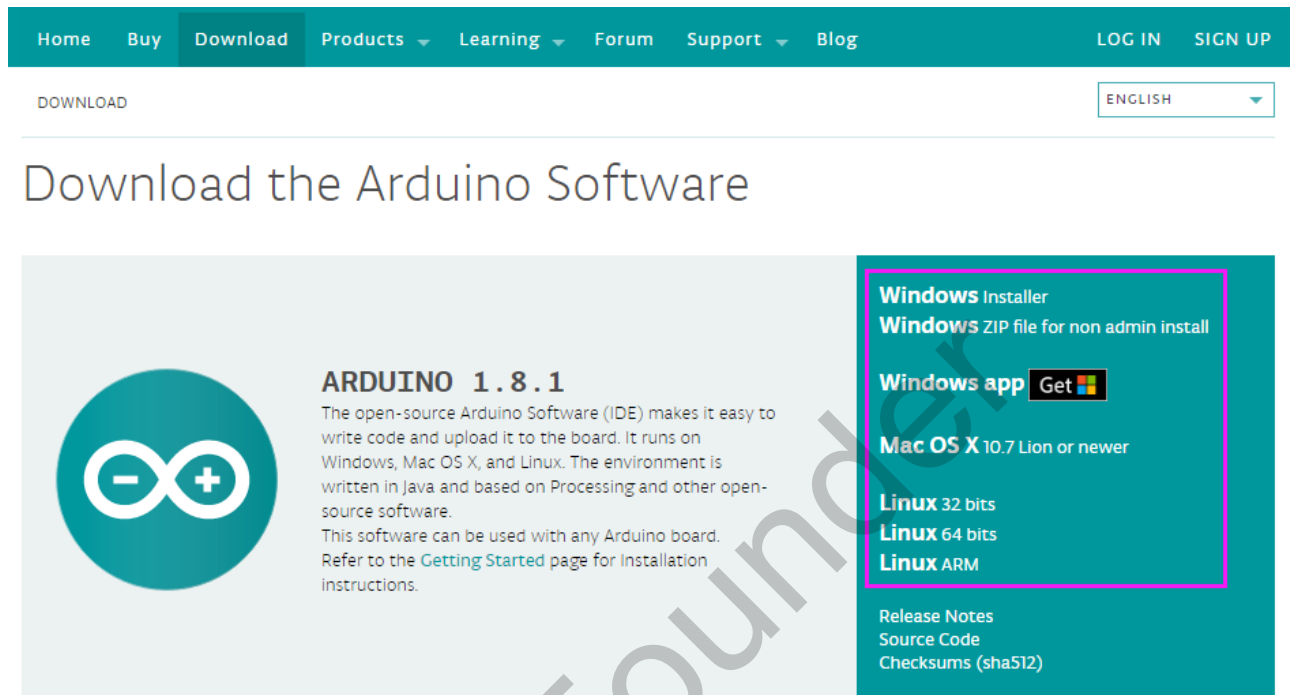 Home Buy Download Products Learning Forum Support Blog LOG IN SIGN UP
DOWNLOAD
ENGLISH
Download the Arduino Software
ARDUINO 1.8.1
The open-source Arduino Software (IDE) makes it easy to
write code and upload it to the board. It runs on
Windows, Mac OS X, and Linux. The environment is
written in Java and based on Processing and other open-
source software.
This software can be used with any Arduino board.
Refer to the Getting Started page for Installation
instructions.
Windows Installer
Windows ZIP file for non admin install
Windows app Get
Mac OS X 10.7 Lion or newer
Linux 32 bits
Linux 64 bits
Linux ARM
Release Notes
Source Code
Checksums (sha512)
ounder